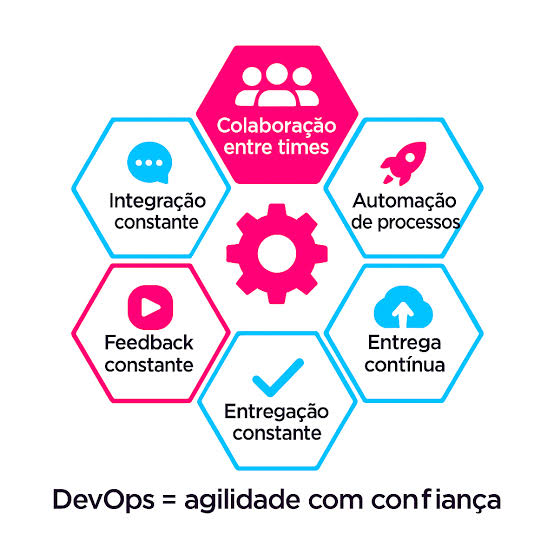 Colaboração
entre times
Integração
constante
Automação
de processos
Feedback
constante
Entrega
contínua
Entregação
constante
DevOps = agilidade com confiança